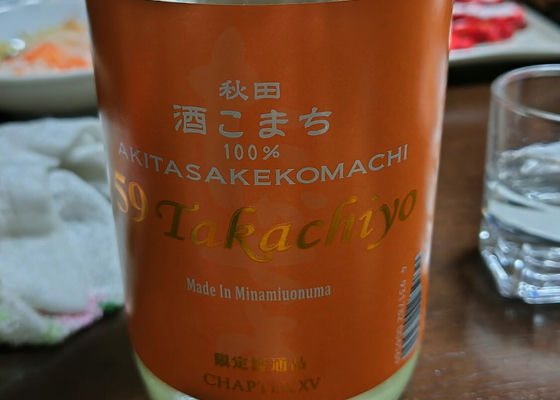 秋田
酒こまち
100%
AKITASAKEKOMACHI
59 Takachiyo
Made In Minamiuonuma
限定流通品
CHAPTER XV